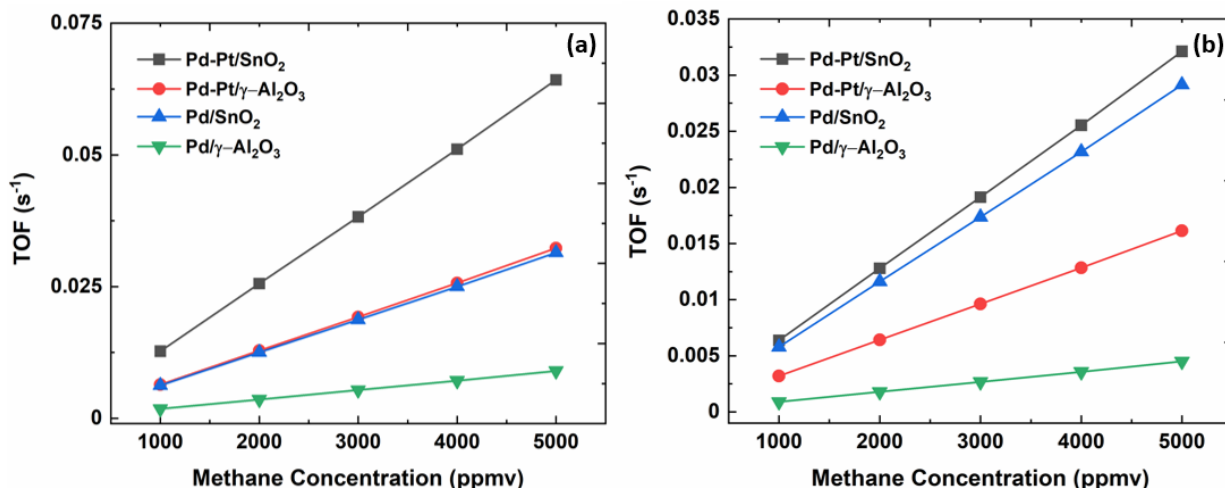 (a)
Pd-Pt/SnO₂
Pd-Pt/γ–Al₂O₃
Pd/SnO₂
Pd/γ–Al₂O₃
TOF (s⁻¹)
0.075
0.05
0.025
0
1000 2000 3000 4000 5000
Methane Concentration (ppmv)
(b)
Pd-Pt/SnO₂
Pd-Pt/γ–Al₂O₃
Pd/SnO₂
Pd/γ–Al₂O₃
TOF (s⁻¹)
0.035
0.03
0.025
0.02
0.015
0.01
0.005
0
1000 2000 3000 4000 5000
Methane Concentration (ppmv)